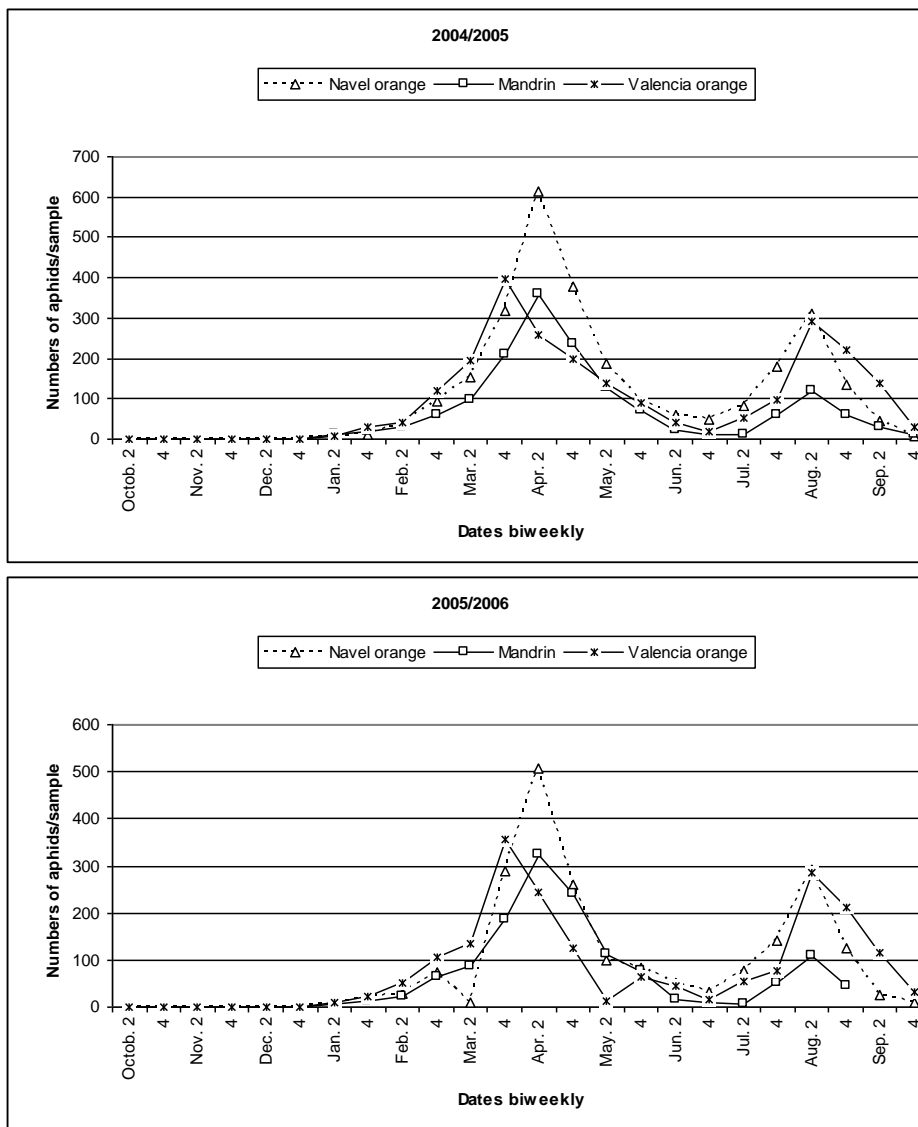 2004/2005
Navel orange Mandrin Valencia orange
700
600
500
400
300
200
100
0
Numbers of aphids/sample
Octob. 2 4 Nov. 2 4 Dec. 2 4 Jan. 2 4 Feb. 2 4 Mar. 2 4 Apr. 2 4 May. 2 4 Jun. 2 4 Jul. 2 4 Aug. 2 4 Sep. 2 4
Dates biweekly
2005/2006
Navel orange Mandrin Valencia orange
600
500
400
300
200
100
0
Numbers of aphids/sample
Octob. 2 4 Nov. 2 4 Dec. 2 4 Jan. 2 4 Feb. 2 4 Mar. 2 4 Apr. 2 4 May. 2 4 Jun. 2 4 Jul. 2 4 Aug. 2 4 Sep. 2 4
Dates biweekly